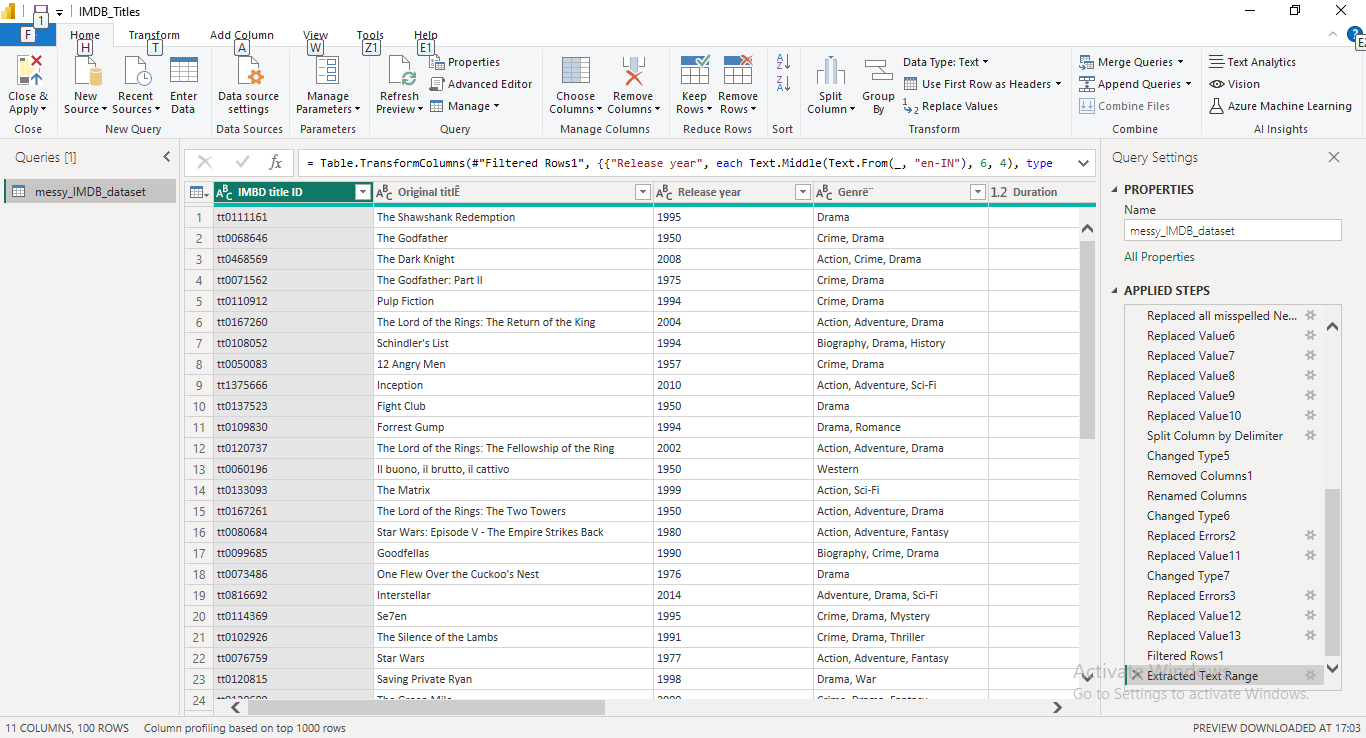 IMDB_Titles
1
F
Home Transform Add Column View Tools Help
H T A W Z1 E1
Close & Apply
New Source
Recent Sources
Enter Data
Data source settings
Manage Parameters
Refresh Preview
Properties
Advanced Editor
Manage
Choose Columns
Remove Columns
Keep Rows
Remove Rows
Split Column
Group By
Data Type: Text
Use First Row as Headers
Replace Values
Merge Queries
Append Queries
Combine Files
Text Analytics
Vision
Azure Machine Learning
Close New Query Data Sources Parameters Query Manage Columns Reduce Rows Sort Transform Combine AI Insights
Queries [1]
messy_IMDB_dataset
fx = Table.TransformColumns(#"Filtered Rows1", {{"Release year", each Text.Middle(Text.From(_, "en-IN"), 6, 4), type
ABC IMBD title ID ABC Original titlÊ ABC Release year ABC Genrë¨ 1.2 Duration
1 tt0111161 The Shawshank Redemption 1995 Drama
2 tt0068646 The Godfather 1950 Crime, Drama
3 tt0468569 The Dark Knight 2008 Action, Crime, Drama
4 tt0071562 The Godfather: Part II 1975 Crime, Drama
5 tt0110912 Pulp Fiction 1994 Crime, Drama
6 tt0167260 The Lord of the Rings: The Return of the King 2004 Action, Adventure, Drama
7 tt0108052 Schindler's List 1994 Biography, Drama, History
8 tt0050083 12 Angry Men 1957 Crime, Drama
9 tt1375666 Inception 2010 Action, Adventure, Sci-Fi
10 tt0137523 Fight Club 1950 Drama
11 tt0109830 Forrest Gump 1994 Drama, Romance
12 tt0120737 The Lord of the Rings: The Fellowship of the Ring 2002 Action, Adventure, Drama
13 tt0060196 Il buono, il brutto, il cattivo 1950 Western
14 tt0133093 The Matrix 1999 Action, Sci-Fi
15 tt0167261 The Lord of the Rings: The Two Towers 1950 Action, Adventure, Drama
16 tt0080684 Star Wars: Episode V - The Empire Strikes Back 1980 Action, Adventure, Fantasy
17 tt0099685 Goodfellas 1990 Biography, Crime, Drama
18 tt0073486 One Flew Over the Cuckoo's Nest 1976 Drama
19 tt0816692 Interstellar 2014 Adventure, Drama, Sci-Fi
20 tt0114369 Se7en 1995 Crime, Drama, Mystery
21 tt0102926 The Silence of the Lambs 1991 Crime, Drama, Thriller
22 tt0076759 Star Wars 1977 Action, Adventure, Fantasy
23 tt0120815 Saving Private Ryan 1998 Drama, War
24
Query Settings
PROPERTIES
Name
messy_IMDB_dataset
All Properties
APPLIED STEPS
Replaced all misspelled Ne...
Replaced Value6
Replaced Value7
Replaced Value8
Replaced Value9
Replaced Value10
Split Column by Delimiter
Changed Type5
Removed Columns1
Renamed Columns
Changed Type6
Replaced Errors2
Replaced Value11
Changed Type7
Replaced Errors3
Replaced Value12
Replaced Value13
Filtered Rows1
Extracted Text Range
Activate Windows
Go to Settings to activate Windows.
11 COLUMNS, 100 ROWS Column profiling based on top 1000 rows PREVIEW DOWNLOADED AT 17:03